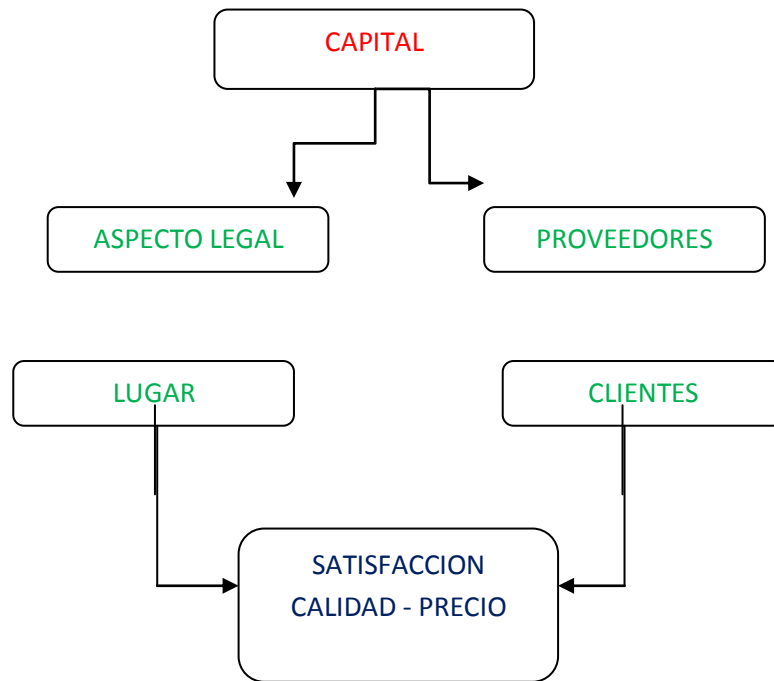 CAPITAL
ASPECTO LEGAL
PROVEEDORES
LUGAR
CLIENTES
SATISFACCION
CALIDAD - PRECIO